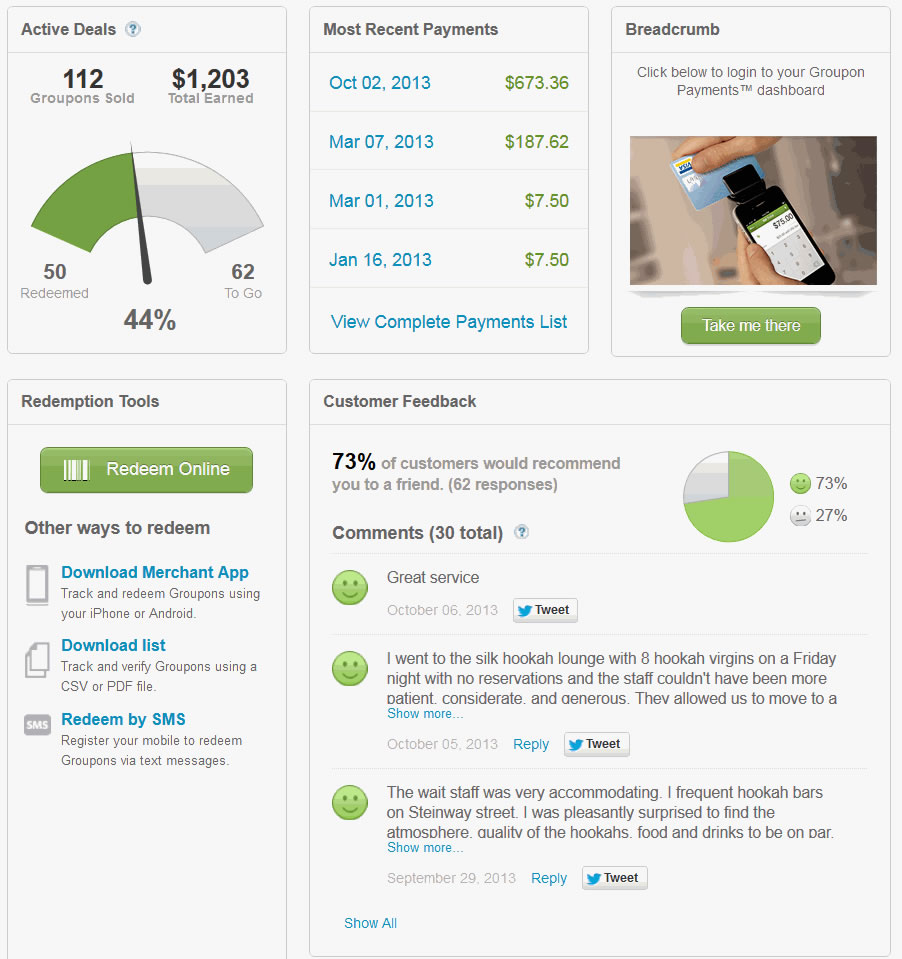 Active Deals ?
112
Groupons Sold
$1,203
Total Earned
50
Redeemed
62
To Go
44%
Most Recent Payments
Oct 02, 2013 $673.36
Mar 07, 2013 $187.62
Mar 01, 2013 $7.50
Jan 16, 2013 $7.50
View Complete Payments List
Breadcrumb
Click below to login to your Groupon
Payments™ dashboard
VISA
$75.00
Take me there
Redemption Tools
Redeem Online
Other ways to redeem
Download Merchant App
Track and redeem Groupons using
your iPhone or Android.
Download list
Track and verify Groupons using a
CSV or PDF file.
SMS
Redeem by SMS
Register your mobile to redeem
Groupons via text messages.
Customer Feedback
73% of customers would recommend
you to a friend. (62 responses)
73%
27%
Comments (30 total) ?
Great service
October 06, 2013 Tweet
I went to the silk hookah lounge with 8 hookah virgins on a Friday
night with no reservations and the staff couldn't have been more
patient, considerate, and generous. They allowed us to move to a
Show more...
October 05, 2013 Reply Tweet
The wait staff was very accommodating. I frequent hookah bars
on Steinway street. I was pleasantly surprised to find the
atmosphere, quality of the hookahs, food and drinks to be on par.
Show more...
September 29, 2013 Reply Tweet
Show All